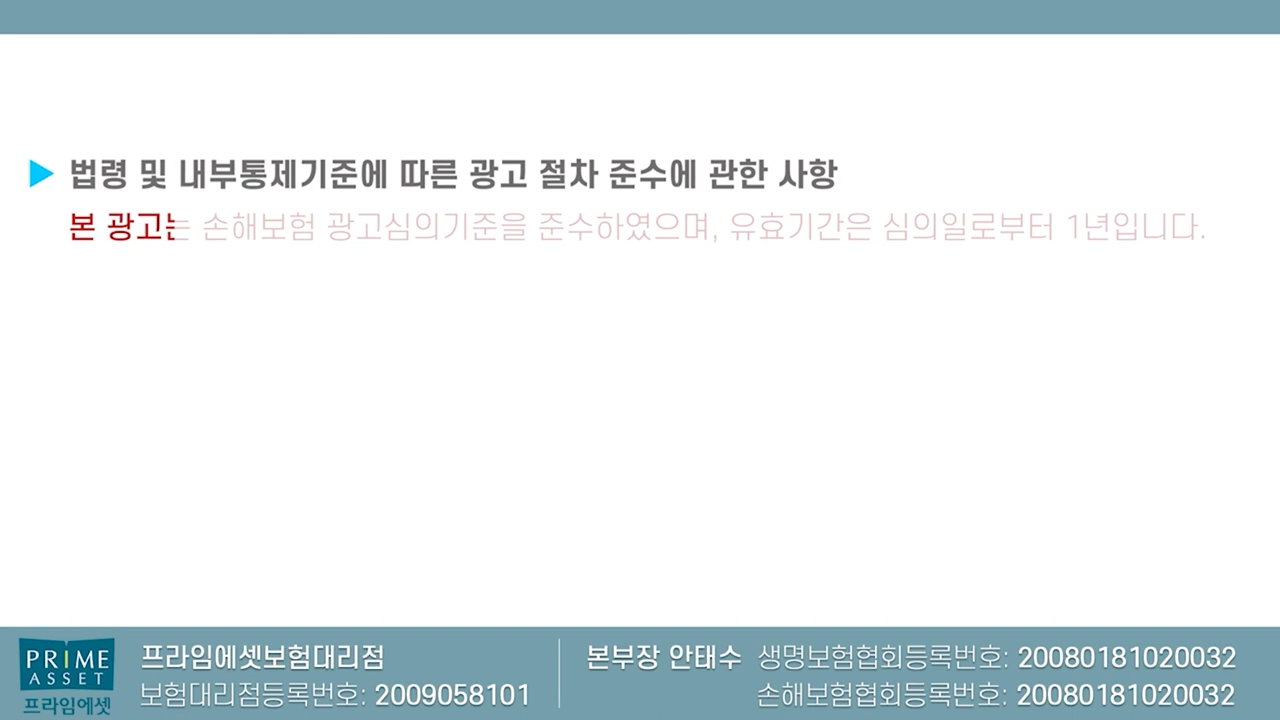 ▶ 법령 및 내부통제기준에 따른 광고 절차 준수에 관한 사항
본 광고는 손해보험 광고심의기준을 준수하였으며, 유효기간은 심의일로부터 1년입니다.
PRIME
ASSET
프라임에셋
프라임에셋보험대리점
보험대리점등록번호: 2009058101
본부장 안태수 생명보험협회등록번호: 20080181020032
손해보험협회등록번호: 20080181020032